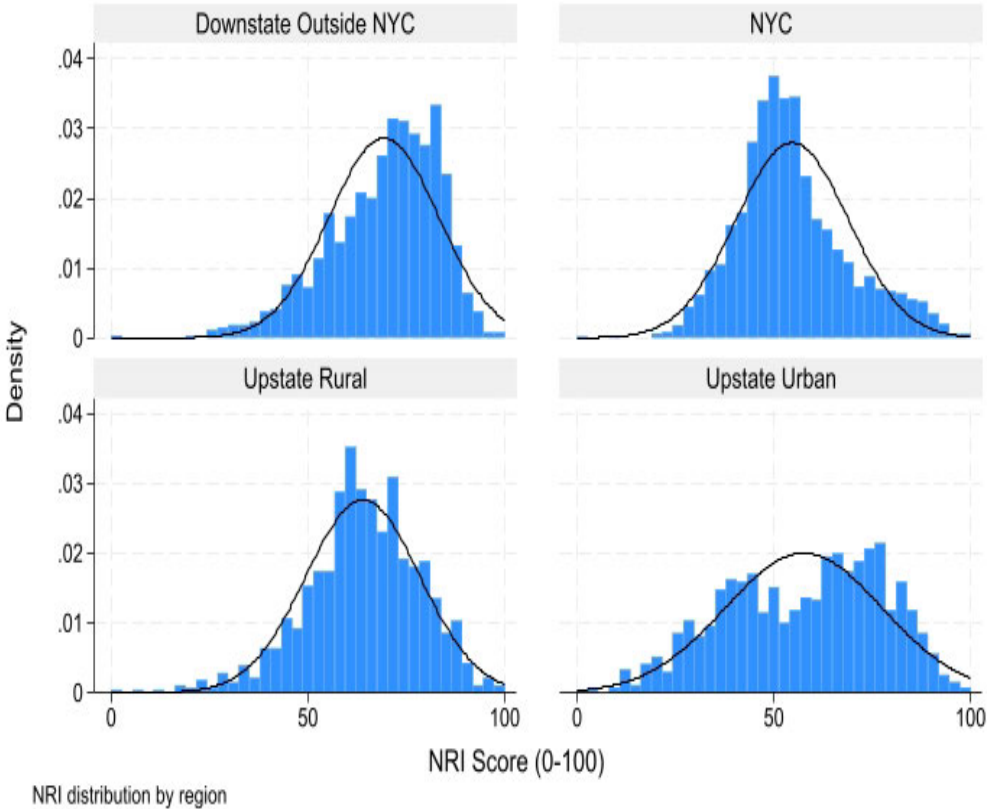 Downstate Outside NYC
NYC
.04
.03
.02
.01
0
Upstate Rural
Upstate Urban
.04
.03
.02
.01
0
0 50 100
0 50 100
Density
NRI Score (0-100)
NRI distribution by region